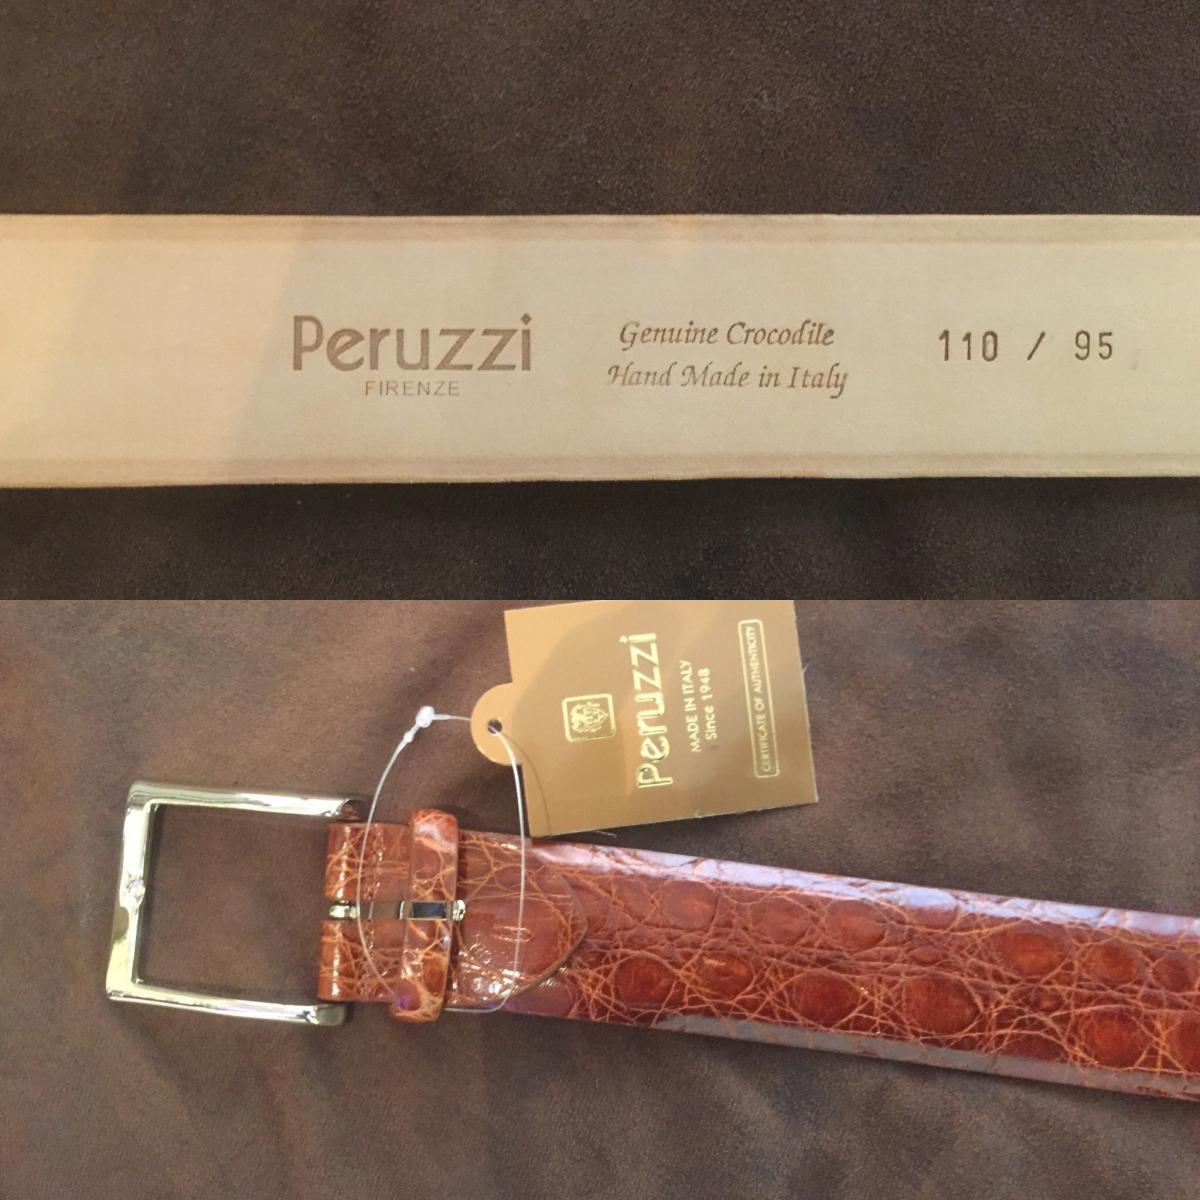 Peruzzi
FIRENZE
Genuine Crocodile
Hand Made in Italy
110 / 95
Peruzzi
MADE IN ITALY
Since 1948
CERTIFICATE OF AUTHENTICITY